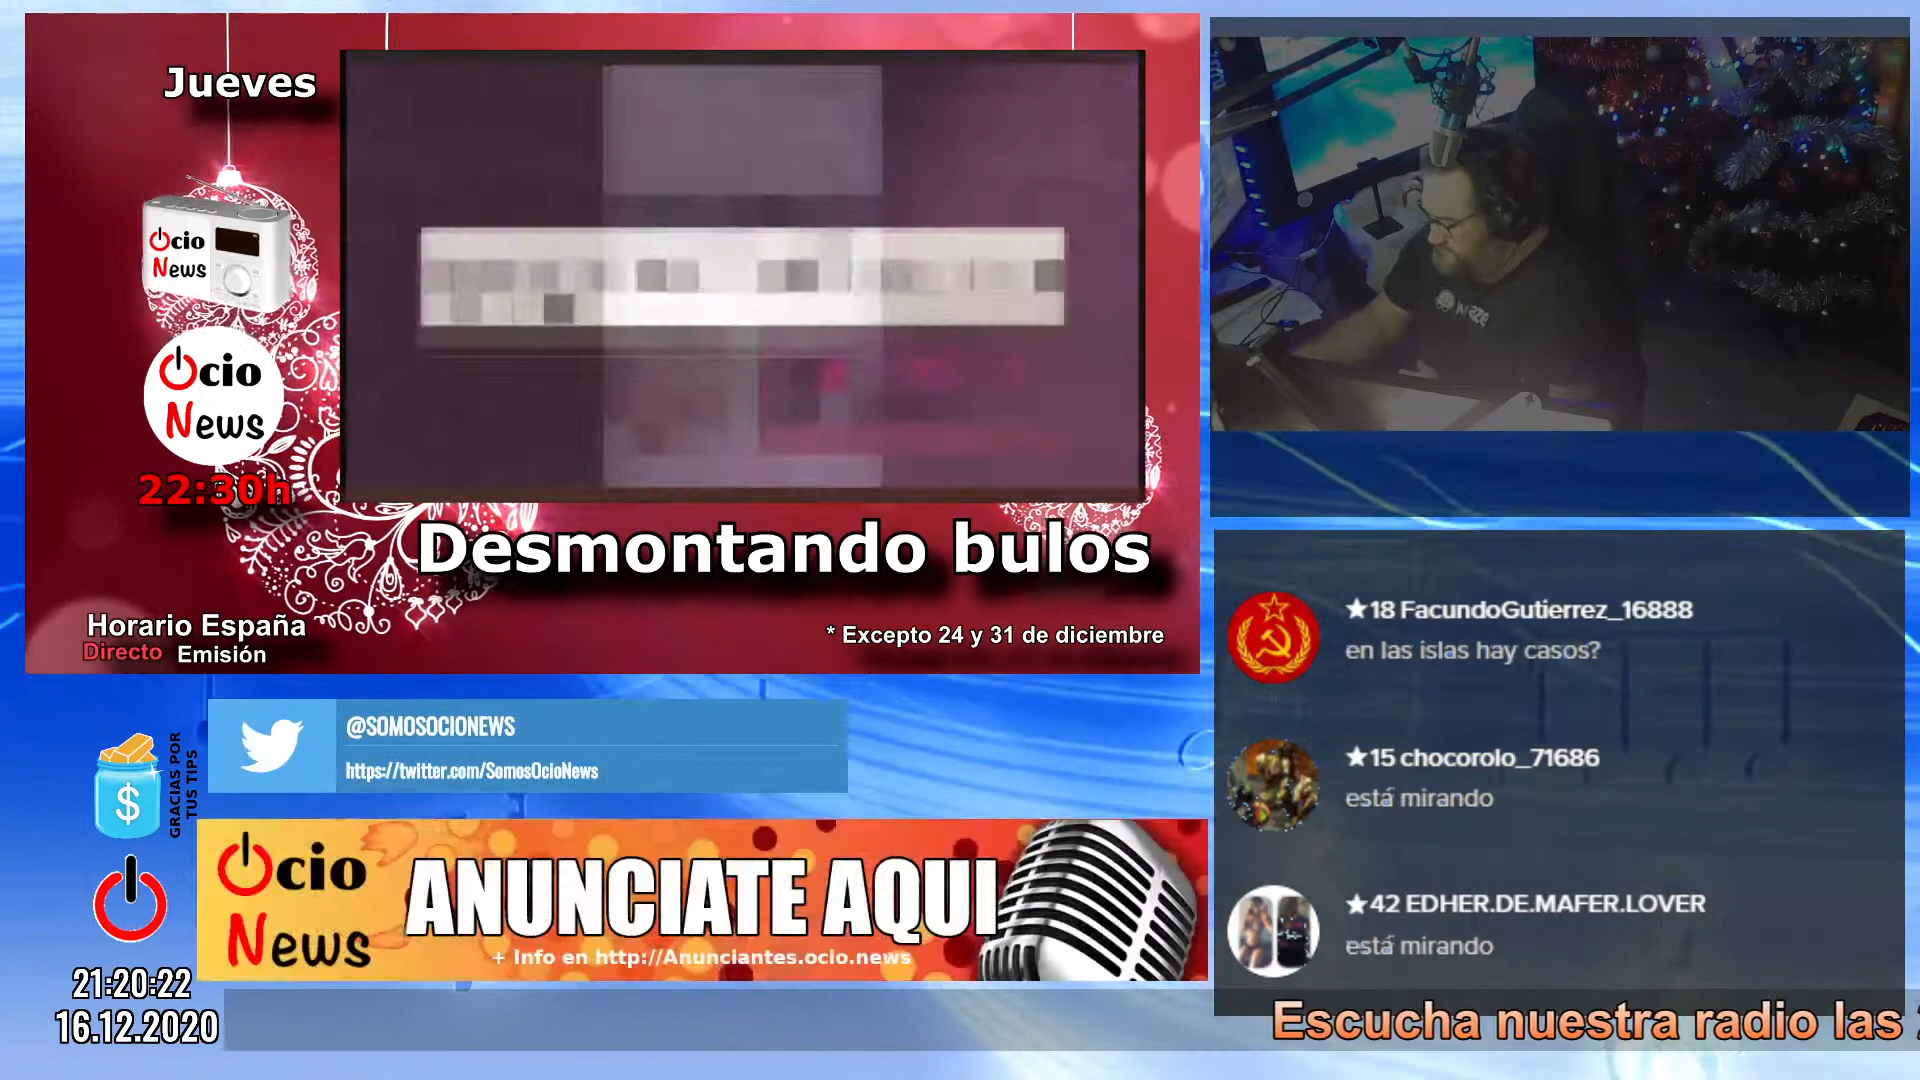 Jueves
Ocio
News
Ocio
News
22:30h
Desmontando bulos
Horario España
Directo Emisión
* Excepto 24 y 31 de diciembre
★18 FacundoGutierrez_16888
en las islas hay casos?
★15 chocorolo_71686
está mirando
★42 EDHER.DE.MAFER.LOVER
está mirando
@SOMOSOCIONEWS
https://twitter.com/SomosOcioNews
$
GRACIAS POR
TUS TIPS
Ocio
News
ANUNCIATE AQUI
+ Info en http://Anunciantes.ocio.news
21:20:22
16.12.2020
Escucha nuestra radio las